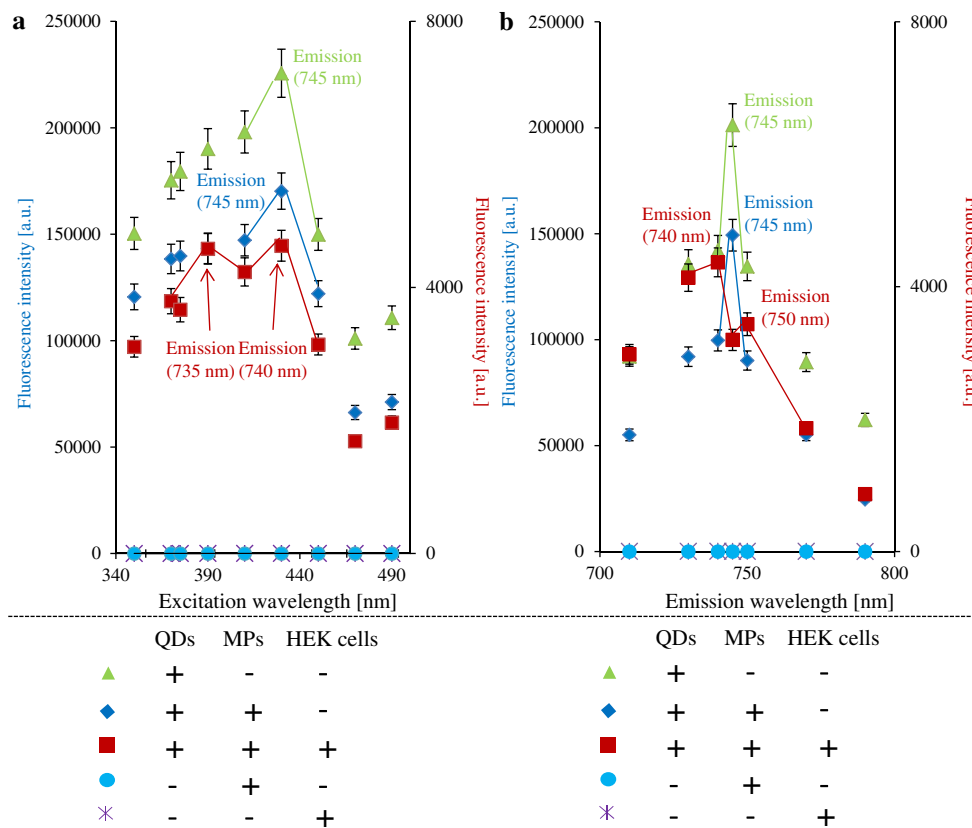 a
250000
200000
150000
100000
50000
0
8000
4000
0
340
390
440
490
Fluorescence intensity [a.u.]
Fluorescence intensity
[a.u.]
Excitation wavelength [nm]
Emission
(745 nm)
Emission
(745 nm)
Emission
(735 nm)
Emission
(740 nm)
b
250000
200000
150000
100000
50000
0
8000
4000
0
700
750
800
Fluorescence intensity [a.u.]
Fluorescence intensity
[a.u.]
Emission wavelength [nm]
Emission
(745 nm)
Emission
(740 nm)
Emission
(745 nm)
Emission
(750 nm)
QDs MPs HEK cells
+ - -
+ + -
+ + +
- + -
- - +
QDs MPs HEK cells
+ - -
+ + -
+ + +
- + -
- - +